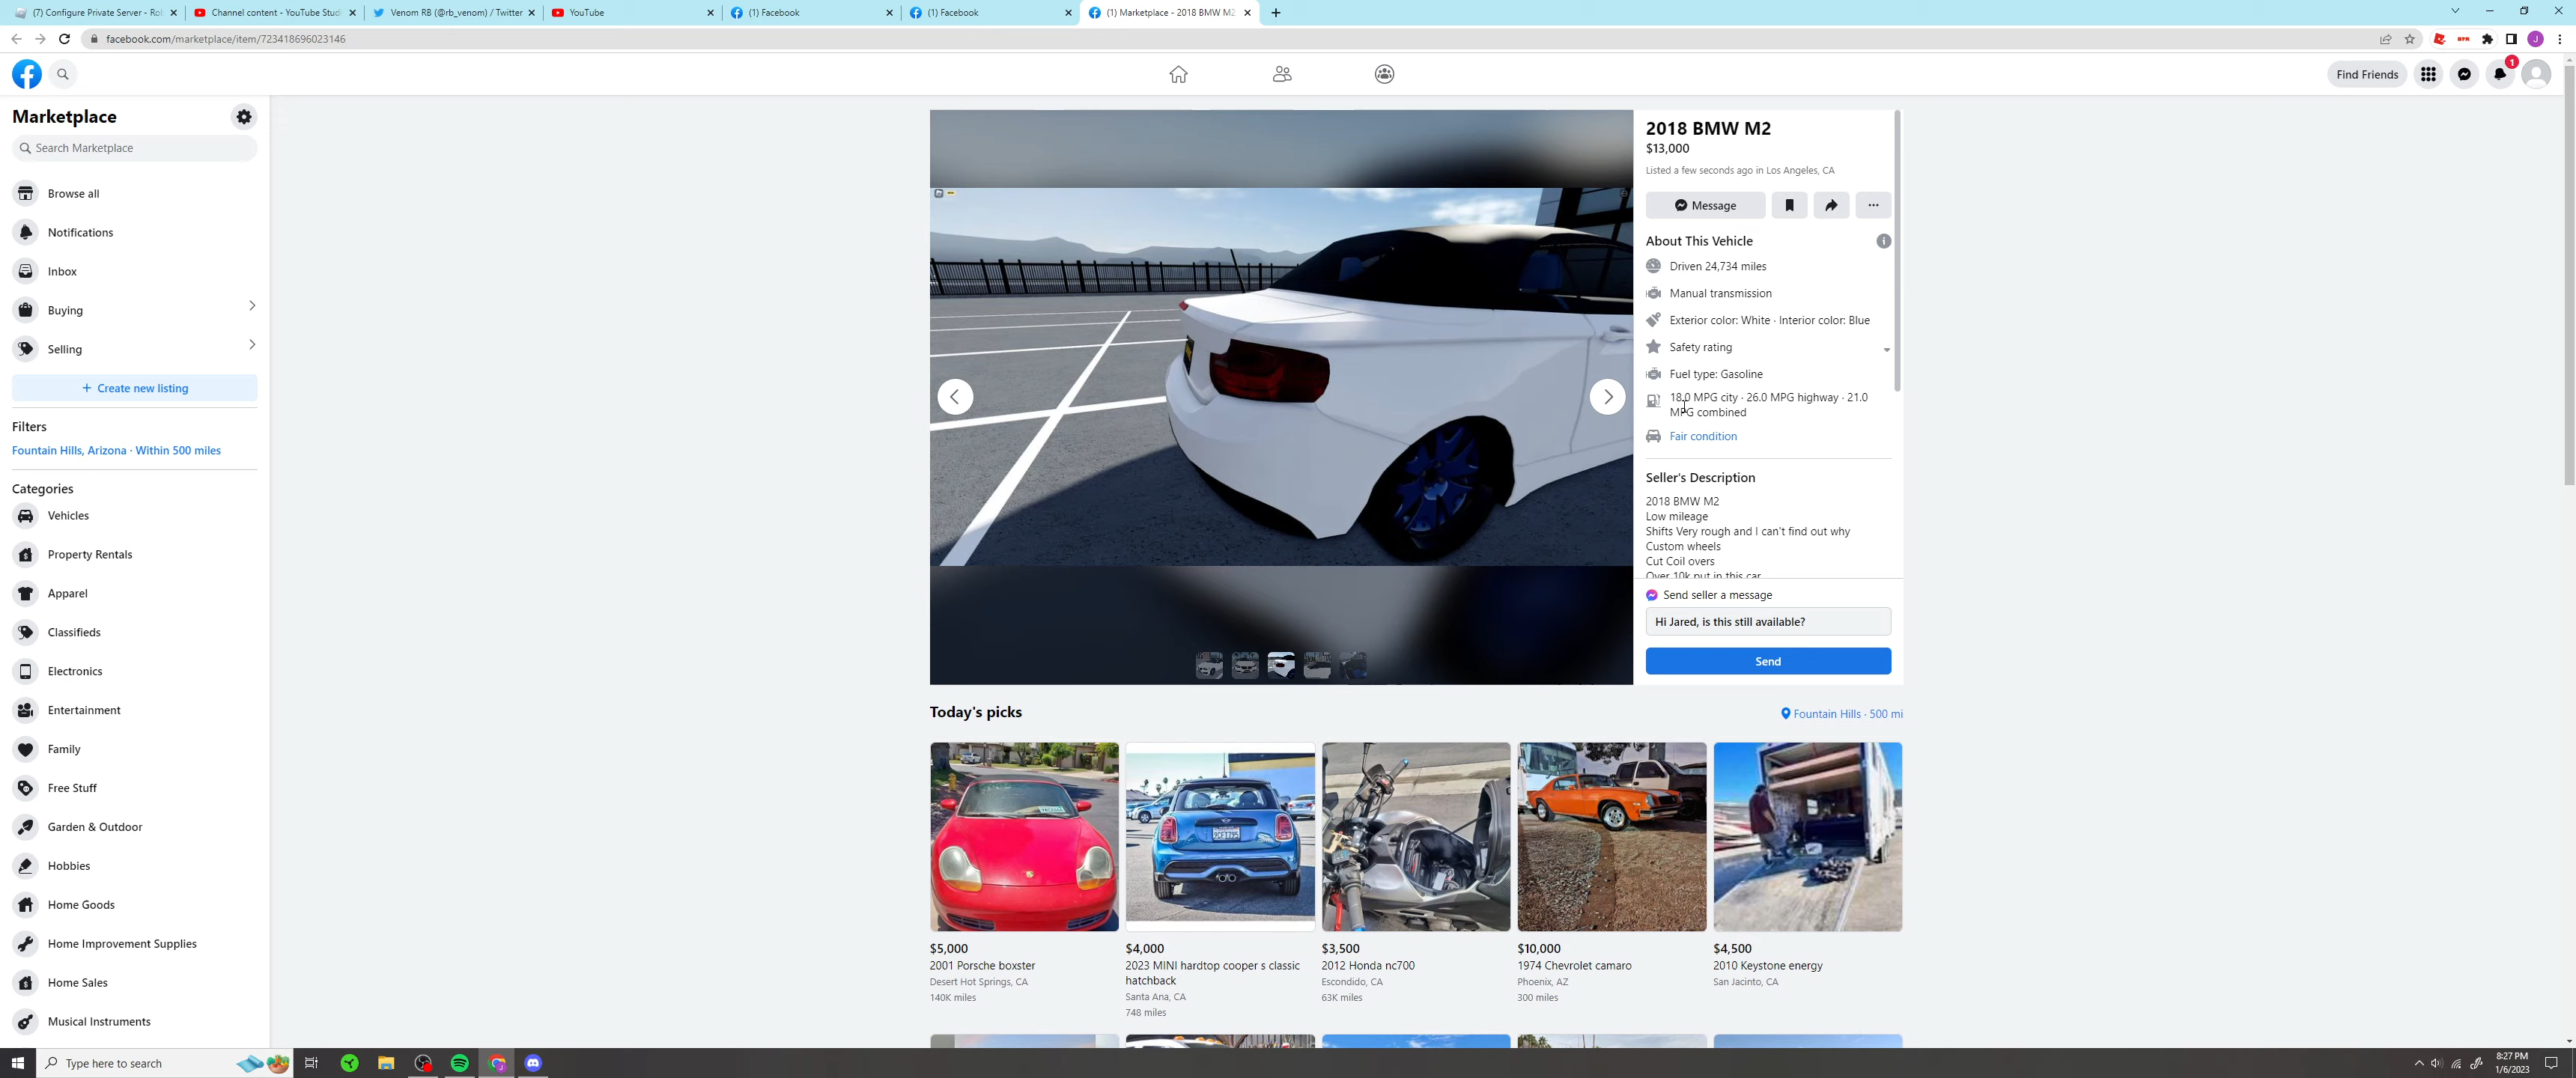 (7) Configure Private Server - Rol
Channel content - YouTube Stud
Venom RB (@rb_venom) / Twitter
YouTube
(1) Facebook
(1) Facebook
(1) Marketplace - 2018 BMW M2
facebook.com/marketplace/item/723418696023146
Find Friends
1
Marketplace
Search Marketplace
Browse all
Notifications
Inbox
Buying
Selling
+ Create new listing
Filters
Fountain Hills, Arizona · Within 500 miles
Categories
Vehicles
Property Rentals
Apparel
Classifieds
Electronics
Entertainment
Family
Free Stuff
Garden & Outdoor
Hobbies
Home Goods
Home Improvement Supplies
Home Sales
Musical Instruments
2018 BMW M2
$13,000
Listed a few seconds ago in Los Angeles, CA
Message
About This Vehicle
Driven 24,734 miles
Manual transmission
Exterior color: White · Interior color: Blue
Safety rating
Fuel type: Gasoline
18.0 MPG city · 26.0 MPG highway · 21.0
MPG combined
Fair condition
Seller's Description
2018 BMW M2
Low mileage
Shifts Very rough and I can't find out why
Custom wheels
Cut Coil overs
Over 10k put in this car
Send seller a message
Hi Jared, is this still available?
Send
Today's picks
Fountain Hills · 500 mi
$5,000
2001 Porsche boxster
Desert Hot Springs, CA
140K miles
$4,000
2023 MINI hardtop cooper s classic
hatchback
Santa Ana, CA
748 miles
$3,500
2012 Honda nc700
Escondido, CA
63K miles
$10,000
1974 Chevrolet camaro
Phoenix, AZ
300 miles
$4,500
2010 Keystone energy
San Jacinto, CA
Type here to search
8:27 PM
1/6/2023